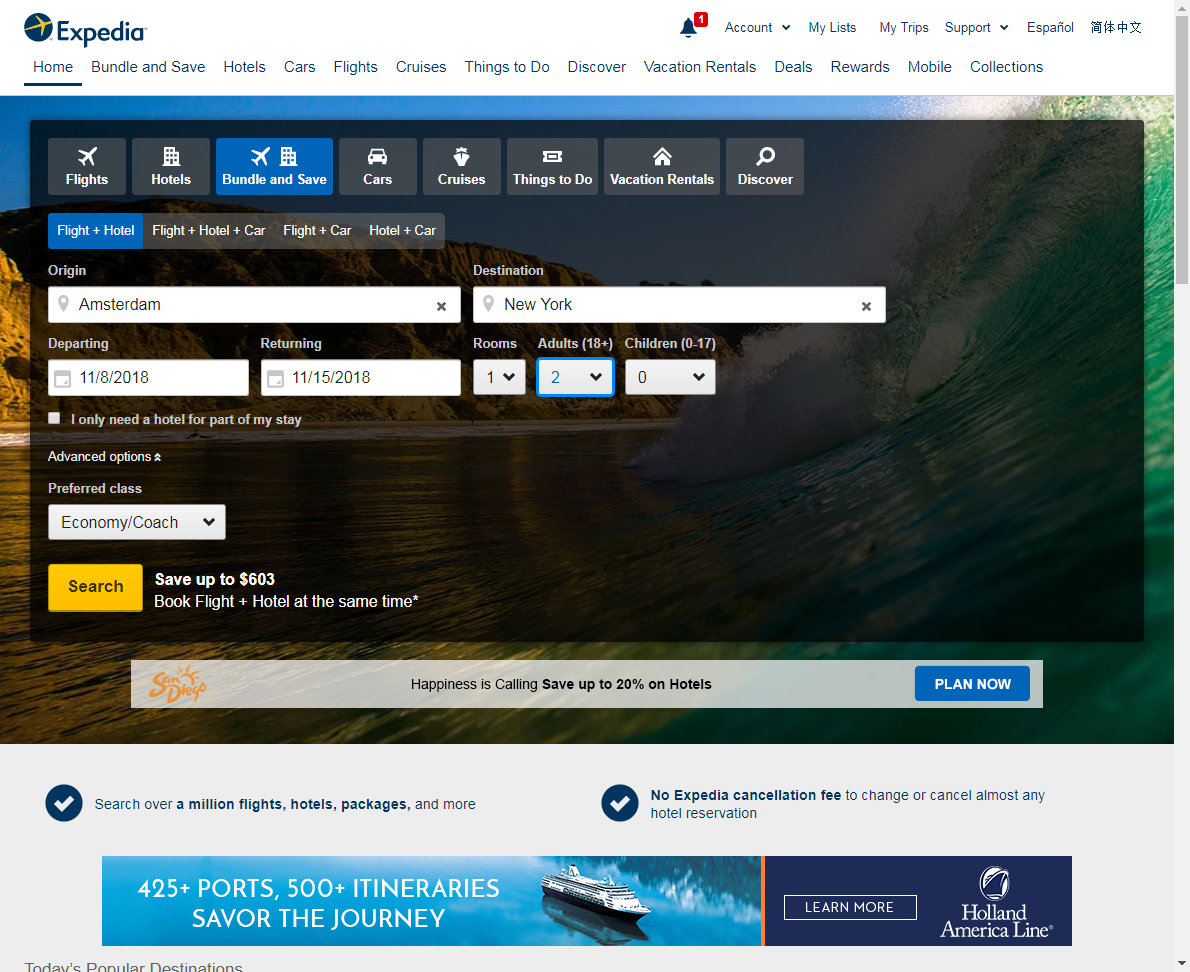 Expedia
1
Account
My Lists
My Trips
Support
Español
简体中文
Home
Bundle and Save
Hotels
Cars
Flights
Cruises
Things to Do
Discover
Vacation Rentals
Deals
Rewards
Mobile
Collections
Flights
Hotels
Bundle and Save
Cars
Cruises
Things to Do
Vacation Rentals
Discover
Flight + Hotel
Flight + Hotel + Car
Flight + Car
Hotel + Car
Origin
Destination
Amsterdam
New York
Departing
Returning
Rooms
Adults (18+)
Children (0-17)
11/8/2018
11/15/2018
1
2
0
I only need a hotel for part of my stay
Advanced options
Preferred class
Economy/Coach
Search
Save up to $603
Book Flight + Hotel at the same time*
San Diego
Happiness is Calling Save up to 20% on Hotels
PLAN NOW
Search over a million flights, hotels, packages, and more
No Expedia cancellation fee to change or cancel almost any
hotel reservation
425+ PORTS, 500+ ITINERARIES
SAVOR THE JOURNEY
LEARN MORE
Holland
America Line®
Today's Popular Destinations